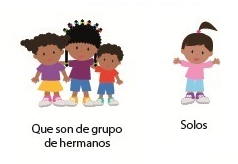 Que son de grupo
de hermanos
Solos